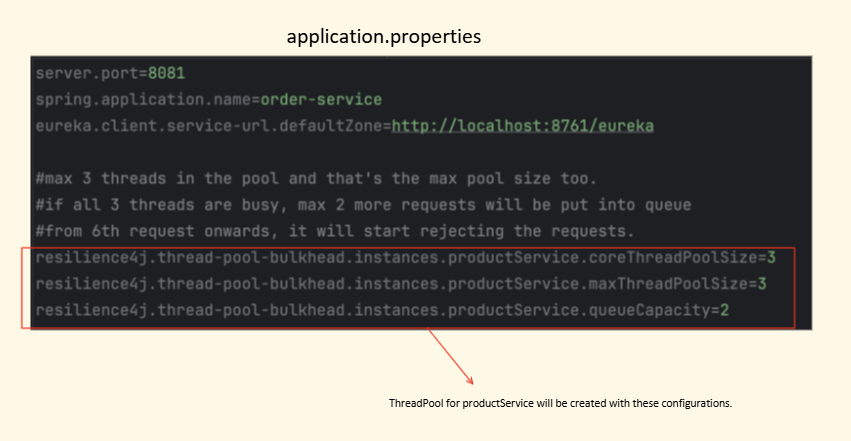 application.properties
server.port=8081
spring.application.name=order-service
eureka.client.service-url.defaultZone=http://localhost:8761/eureka
#max 3 threads in the pool and that's the max pool size too.
#if all 3 threads are busy, max 2 more requests will be put into queue
#from 6th request onwards, it will start rejecting the requests.
resilience4j.thread-pool-bulkhead.instances.productService.coreThreadPoolSize=3
resilience4j.thread-pool-bulkhead.instances.productService.maxThreadPoolSize=3
resilience4j.thread-pool-bulkhead.instances.productService.queueCapacity=2
ThreadPool for productService will be created with these configurations.